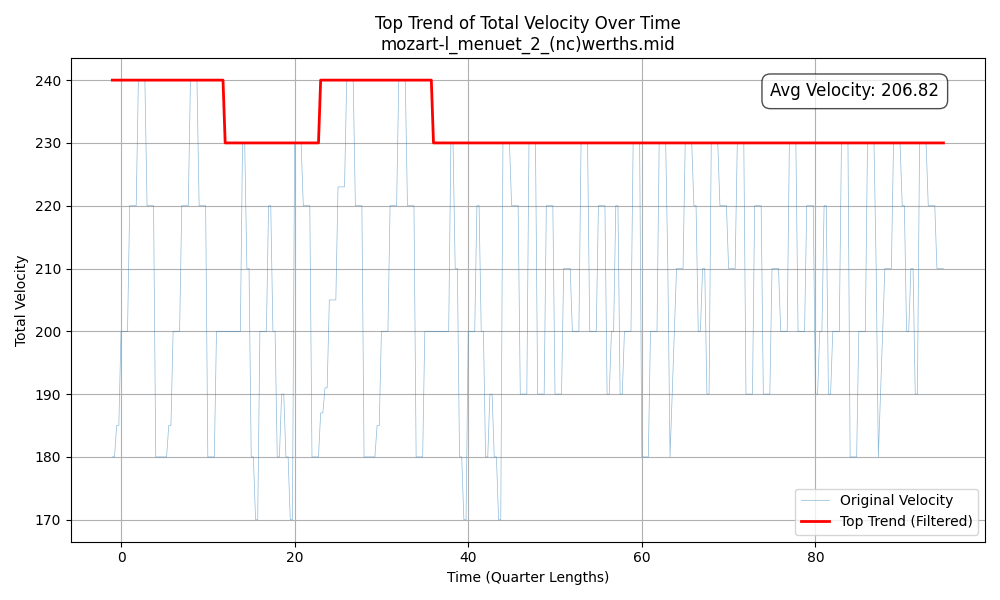 Top Trend of Total Velocity Over Time
mozart-l_menuet_2_(nc)werths.mid
Avg Velocity: 206.82
Total Velocity
240
230
220
210
200
190
180
170
0 20 40 60 80
Time (Quarter Lengths)
Original Velocity
Top Trend (Filtered)